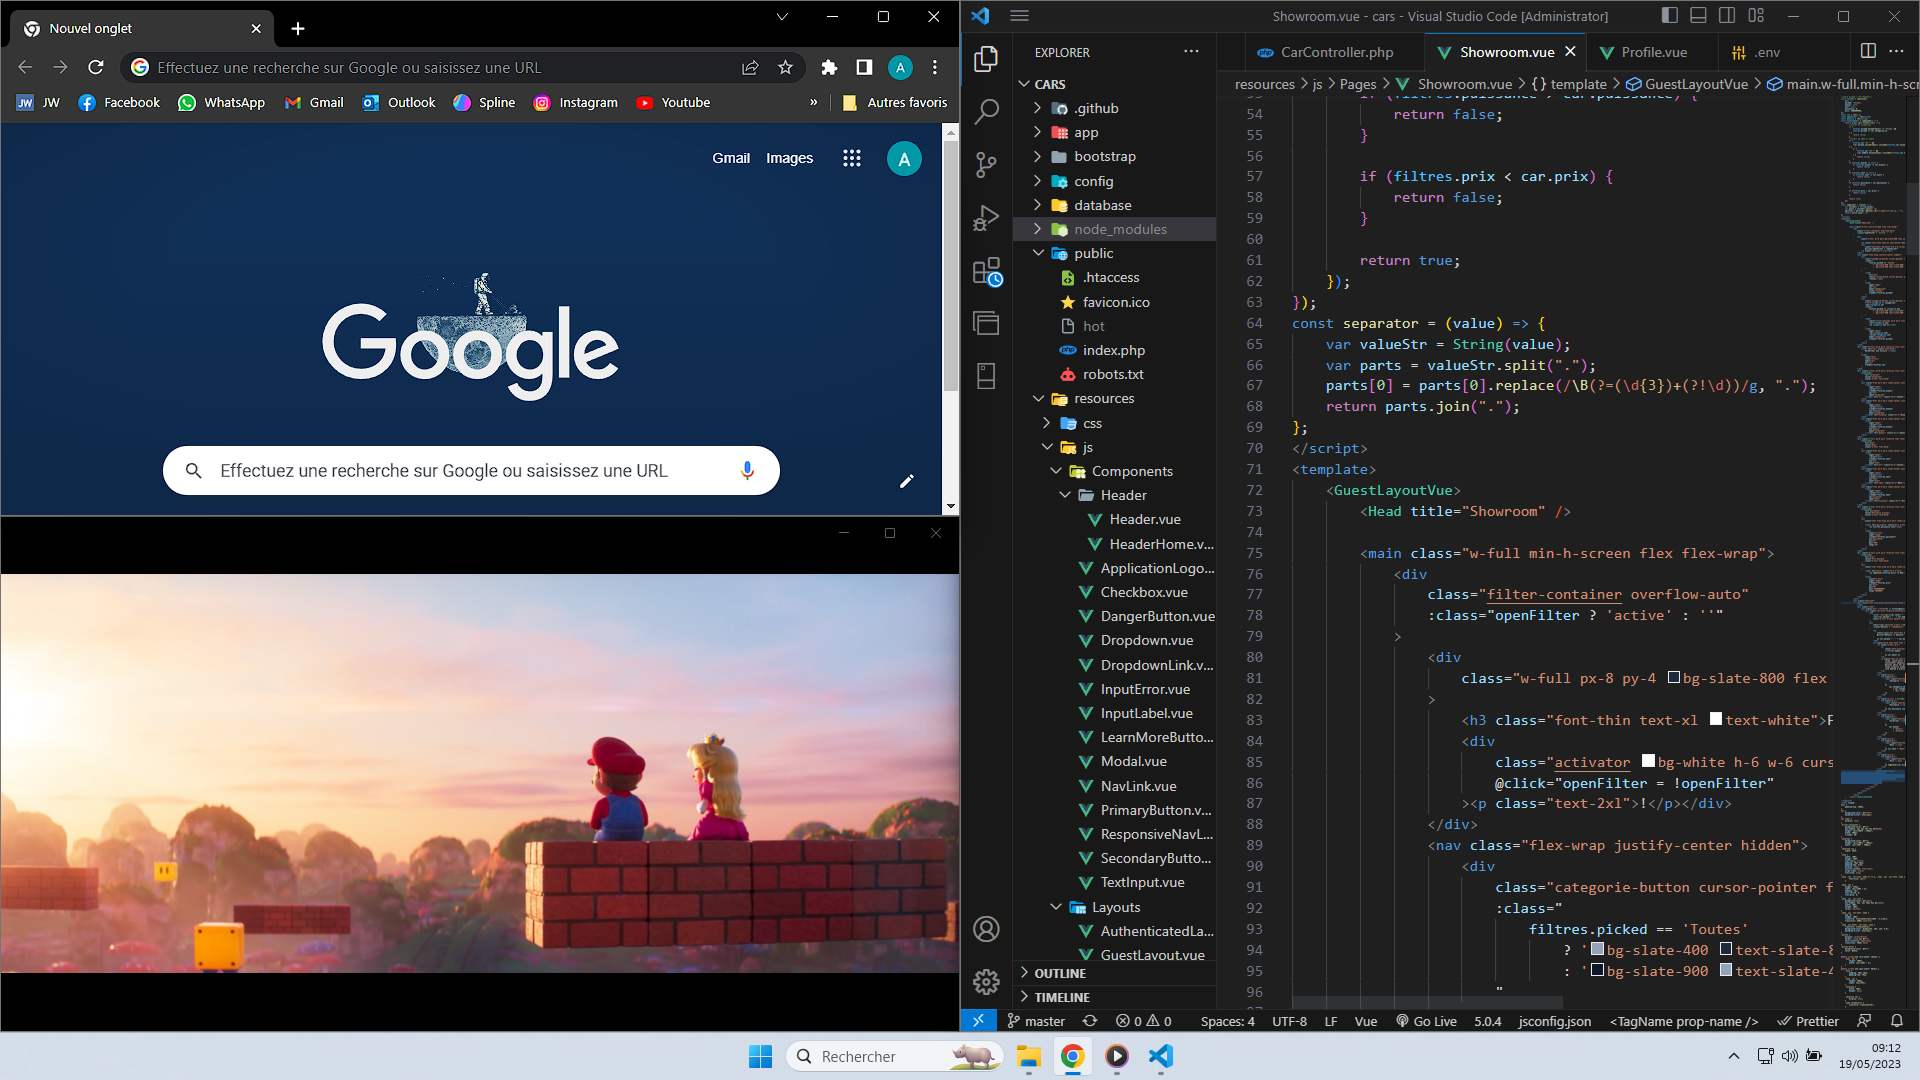 Nouvel onglet
Effectuez une recherche sur Google ou saisissez une URL
A
JW JW
Facebook
WhatsApp
Gmail
Outlook
Spline
Instagram
Youtube
»
Autres favoris
Gmail
Images
A
Google
Effectuez une recherche sur Google ou saisissez une URL
Showroom.vue - cars - Visual Studio Code [Administrator]
EXPLORER
CARS
.github
app
bootstrap
config
database
node_modules
public
.htaccess
favicon.ico
hot
index.php
robots.txt
resources
css
js
Components
Header
Header.vue
HeaderHome.v...
ApplicationLogo...
Checkbox.vue
DangerButton.vue
Dropdown.vue
DropdownLink.v...
InputError.vue
InputLabel.vue
LearnMoreButto...
Modal.vue
NavLink.vue
PrimaryButton.v...
ResponsiveNavL...
SecondaryButto...
TextInput.vue
Layouts
AuthenticatedLa...
GuestLayout.vue
OUTLINE
TIMELINE
CarController.php
Showroom.vue
Profile.vue
.env
resources > js > Pages > Showroom.vue > {} template > GuestLayoutVue > main.w-full.min-h-scr
54 return false;
55 }
56
57 if (filtres.prix < car.prix) {
58 return false;
59 }
60
61 return true;
62 });
63 });
64 const separator = (value) => {
65 var valueStr = String(value);
66 var parts = valueStr.split(".");
67 parts[0] = parts[0].replace(/\B(?=(\d{3})+(?!\d))/g, ".");
68 return parts.join(".");
69 };
70 </script>
71 <template>
72 <GuestLayoutVue>
73 <Head title="Showroom" />
74
75 <main class="w-full min-h-screen flex flex-wrap">
76 <div
77 class="filter-container overflow-auto"
78 :class="openFilter ? 'active' : ''"
79 >
80 <div
81 class="w-full px-8 py-4 bg-slate-800 flex
82 >
83 <h3 class="font-thin text-xl text-white">F
84 <div
85 class="activator bg-white h-6 w-6 curs
86 @click="openFilter = !openFilter"
87 ><p class="text-2xl">!</p></div>
88 </div>
89 <nav class="flex-wrap justify-center hidden">
90 <div
91 class="categorie-button cursor-pointer f
92 :class="
93 filtres.picked == 'Toutes'
94 ? 'bg-slate-400 text-slate-8
95 : 'bg-slate-900 text-slate-4
96 "
master
0 0
Spaces: 4
UTF-8
LF
Vue
Go Live
5.0.4
jsconfig.json
<TagName prop-name />
Prettier
Rechercher
09:12
19/05/2023